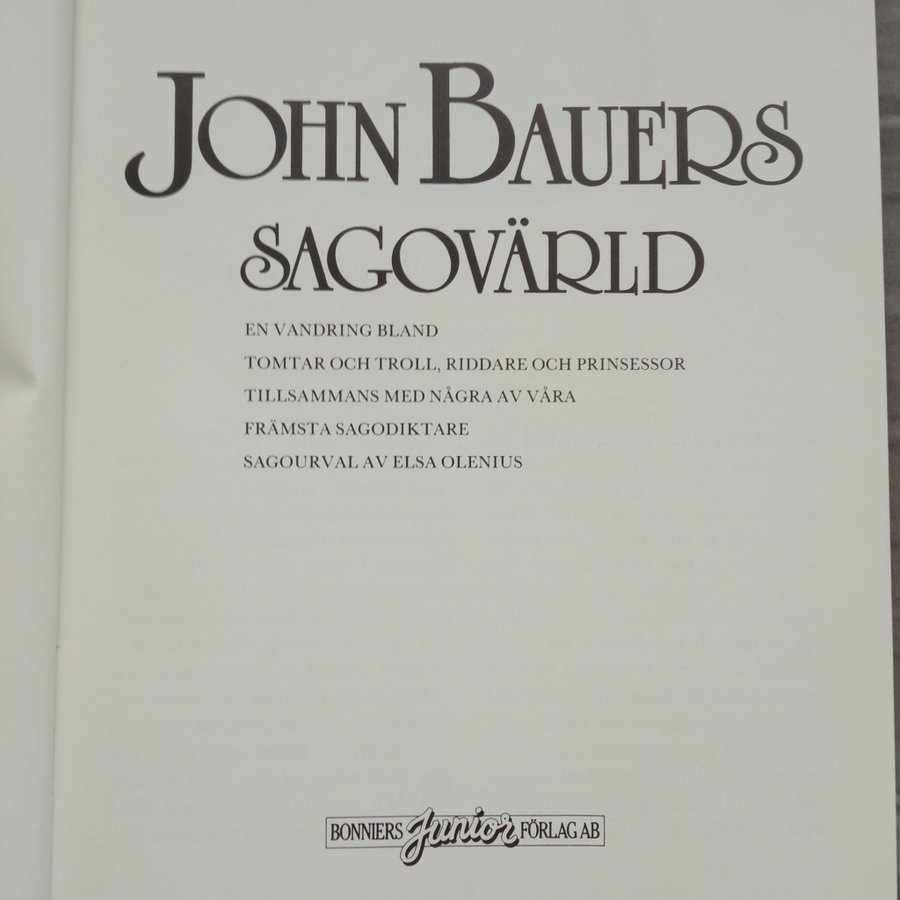 JOHN BAUERS
SAGOVÄRLD
EN VANDRING BLAND
TOMTAR OCH TROLL, RIDDARE OCH PRINSESSOR
TILLSAMMANS MED NÅGRA AV VÅRA
FRÄMSTA SAGODIKTARE
SAGOURVAL AV ELSA OLENIUS
BONNIERS Junior FÖRLAG AB